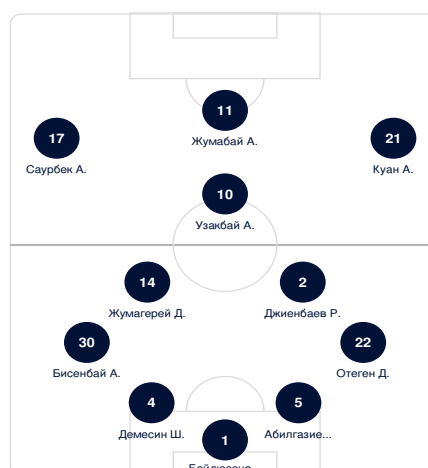 11
Жумабай А.
17
21
Саурбек А.
Куан А.
10
Узакбай А.
14
2
Жумагерей Д.
Джиенбаев Р.
30
22
Бисенбай А.
Отеген Д.
4
5
Демесин Ш.
Абилгазие...
1